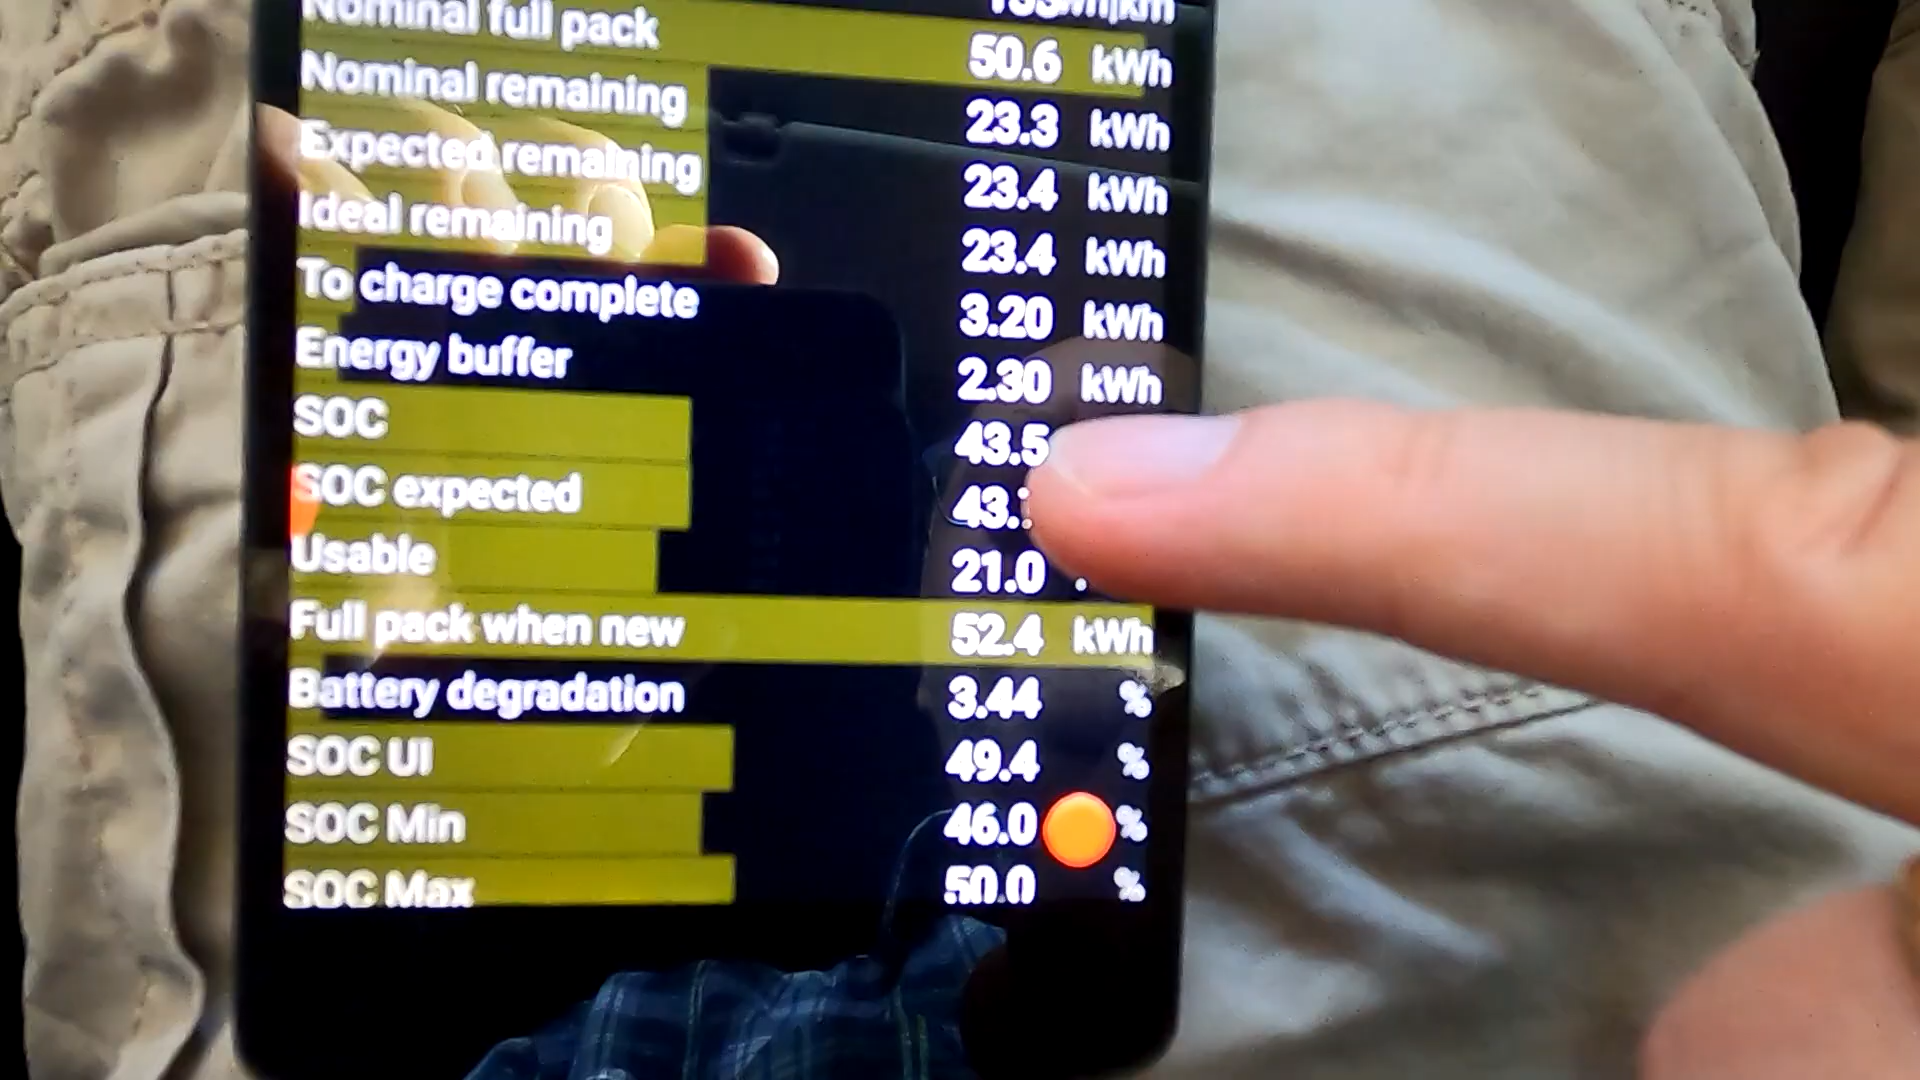 Wh/km
Nominal full pack 50.6 kWh
Nominal remaining 23.3 kWh
Expected remaining 23.4 kWh
Ideal remaining 23.4 kWh
To charge complete 3.20 kWh
Energy buffer 2.30 kWh
SOC 43.5
SOC expected 43.
Usable 21.0
Full pack when new 52.4 kWh
Battery degradation 3.44 %
SOC UI 49.4 %
SOC Min 46.0 %
SOC Max 50.0 %